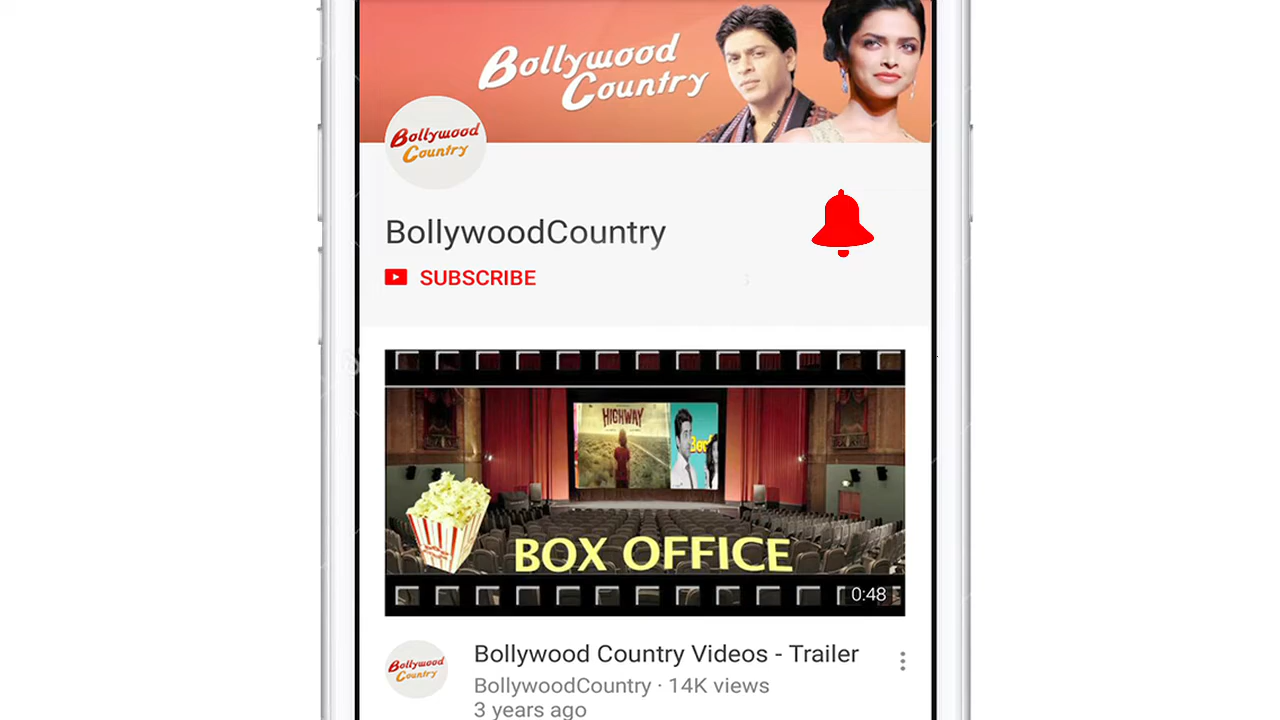 Bollywood
Country
Bollywood
Country
BollywoodCountry
SUBSCRIBE
HIGHWAY
BOX OFFICE
0:48
Bollywood Country Videos - Trailer
Bollywood
Country
BollywoodCountry · 14K views
3 years ago